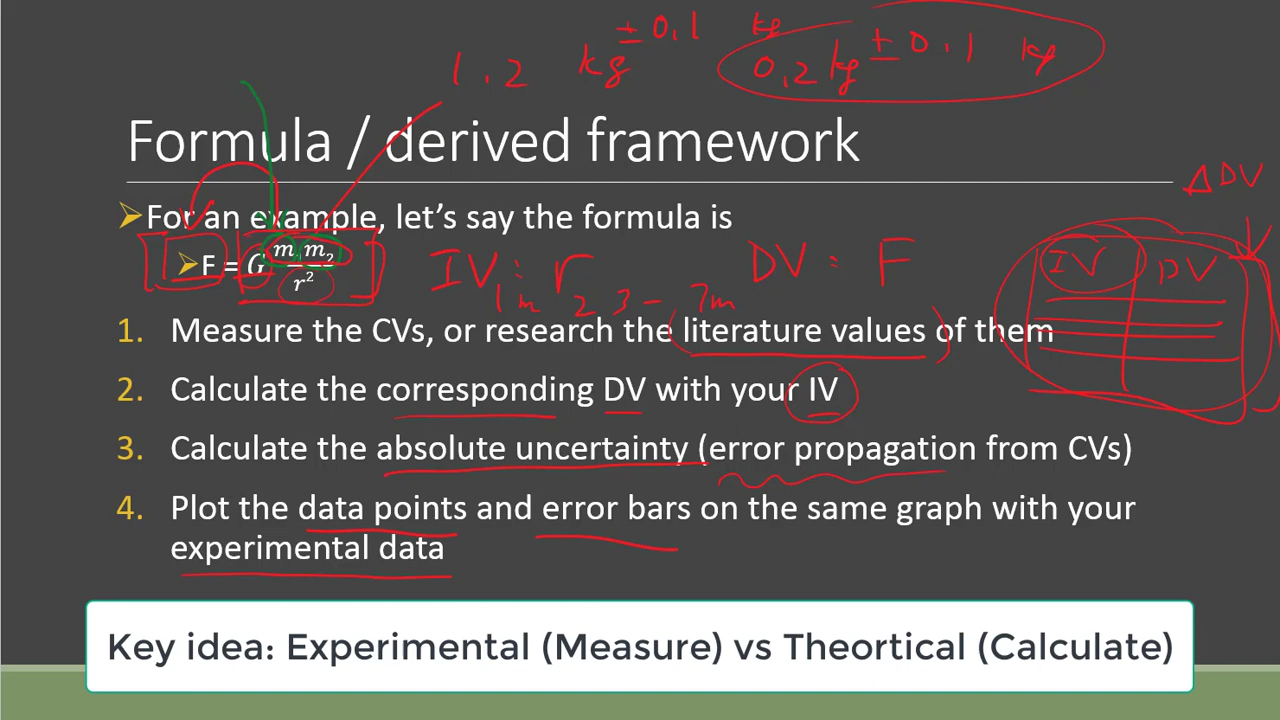 ± 0.1 kg
1.2 kg
0.2 kg ± 0.1 kg
Formula / derived framework
Δ DV
For an example, let's say the formula is
F = G m₁m₂/r²
IV : r
DV : F
IV DV
1m 2 3 - 7m
1. Measure the CVs, or research the literature values of them
2. Calculate the corresponding DV with your IV
3. Calculate the absolute uncertainty (error propagation from CVs)
4. Plot the data points and error bars on the same graph with your
experimental data
Key idea: Experimental (Measure) vs Theortical (Calculate)